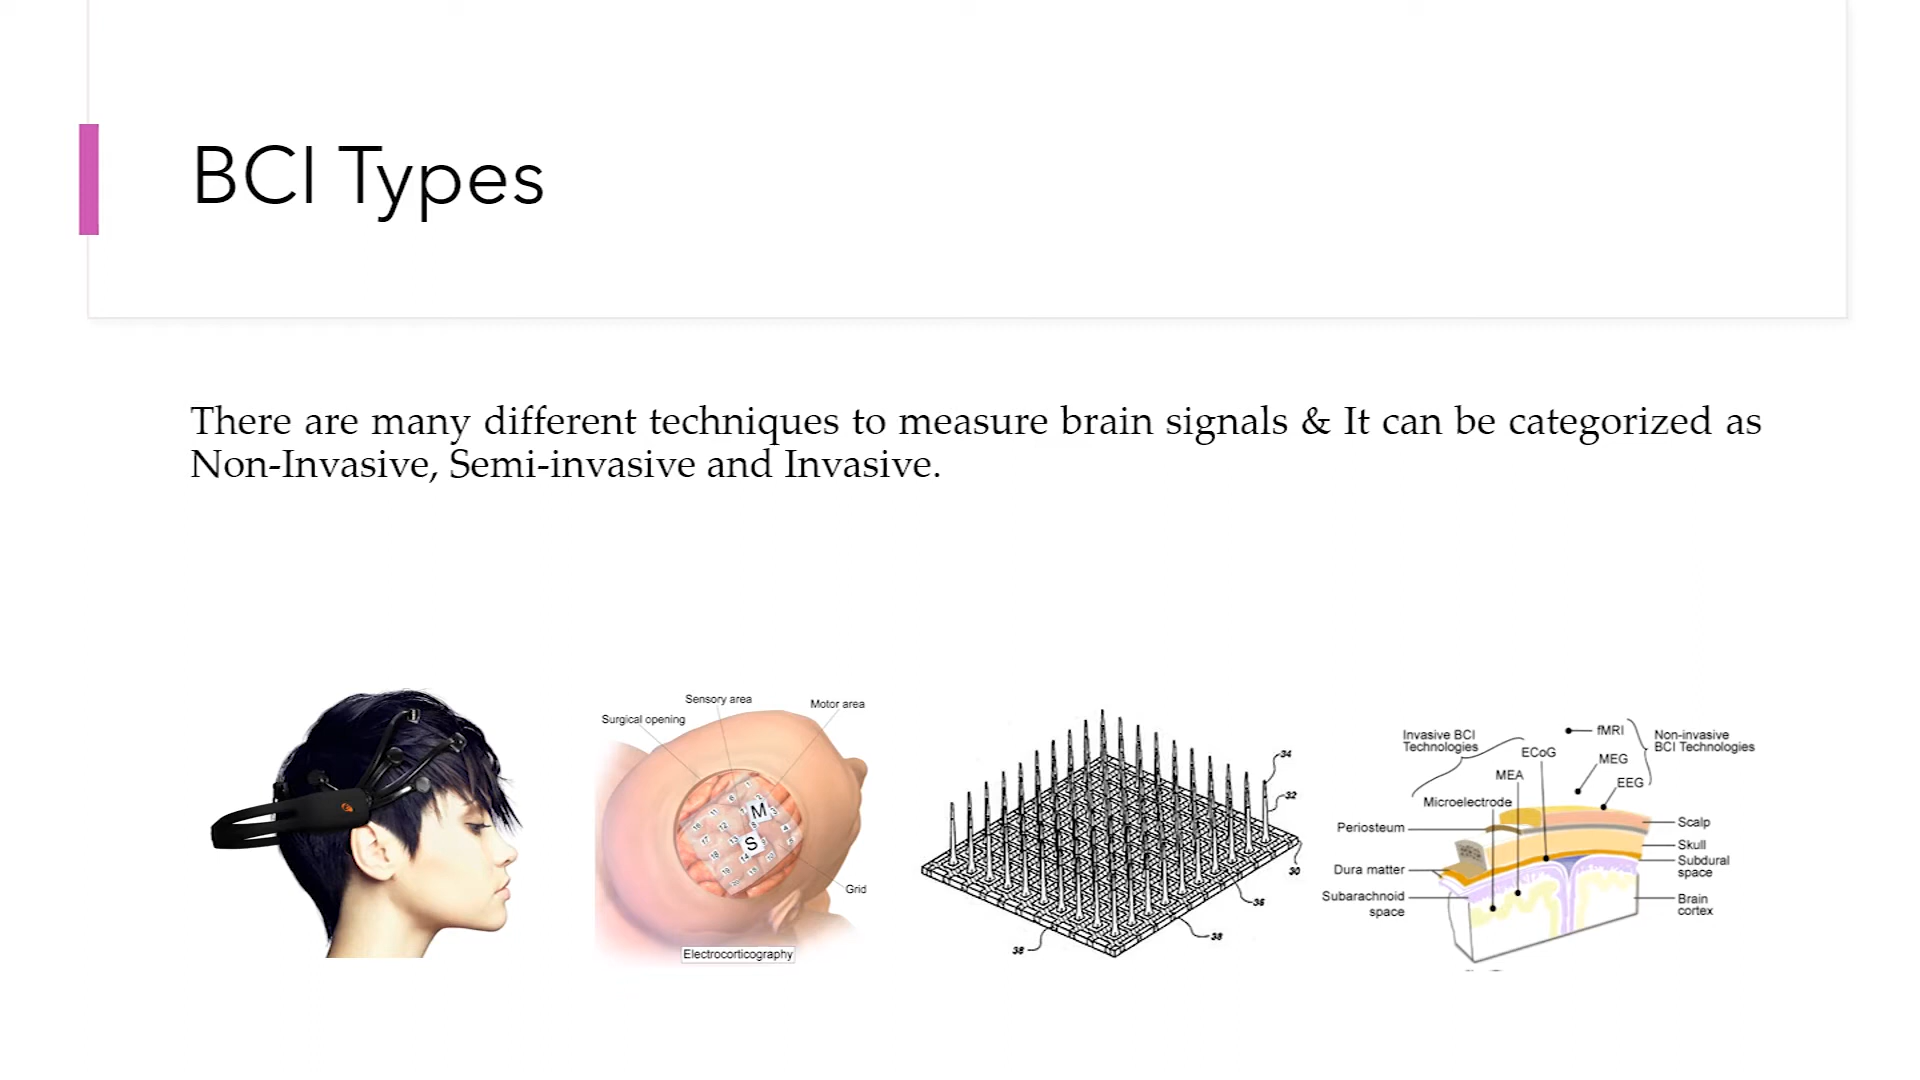 BCI Types
There are many different techniques to measure brain signals & It can be categorized as
Non-Invasive, Semi-invasive and Invasive.
Sensory area
Motor area
Surgical opening
M
S
Grid
Electrocorticography
34
32
30
36
38
38
Invasive BCI
Technologies
fMRI
Non-invasive
BCI Technologies
ECoG
MEG
MEA
EEG
Microelectrode
Periosteum
Scalp
Skull
Dura matter
Subdural
space
Subarachnoid
space
Brain
cortex